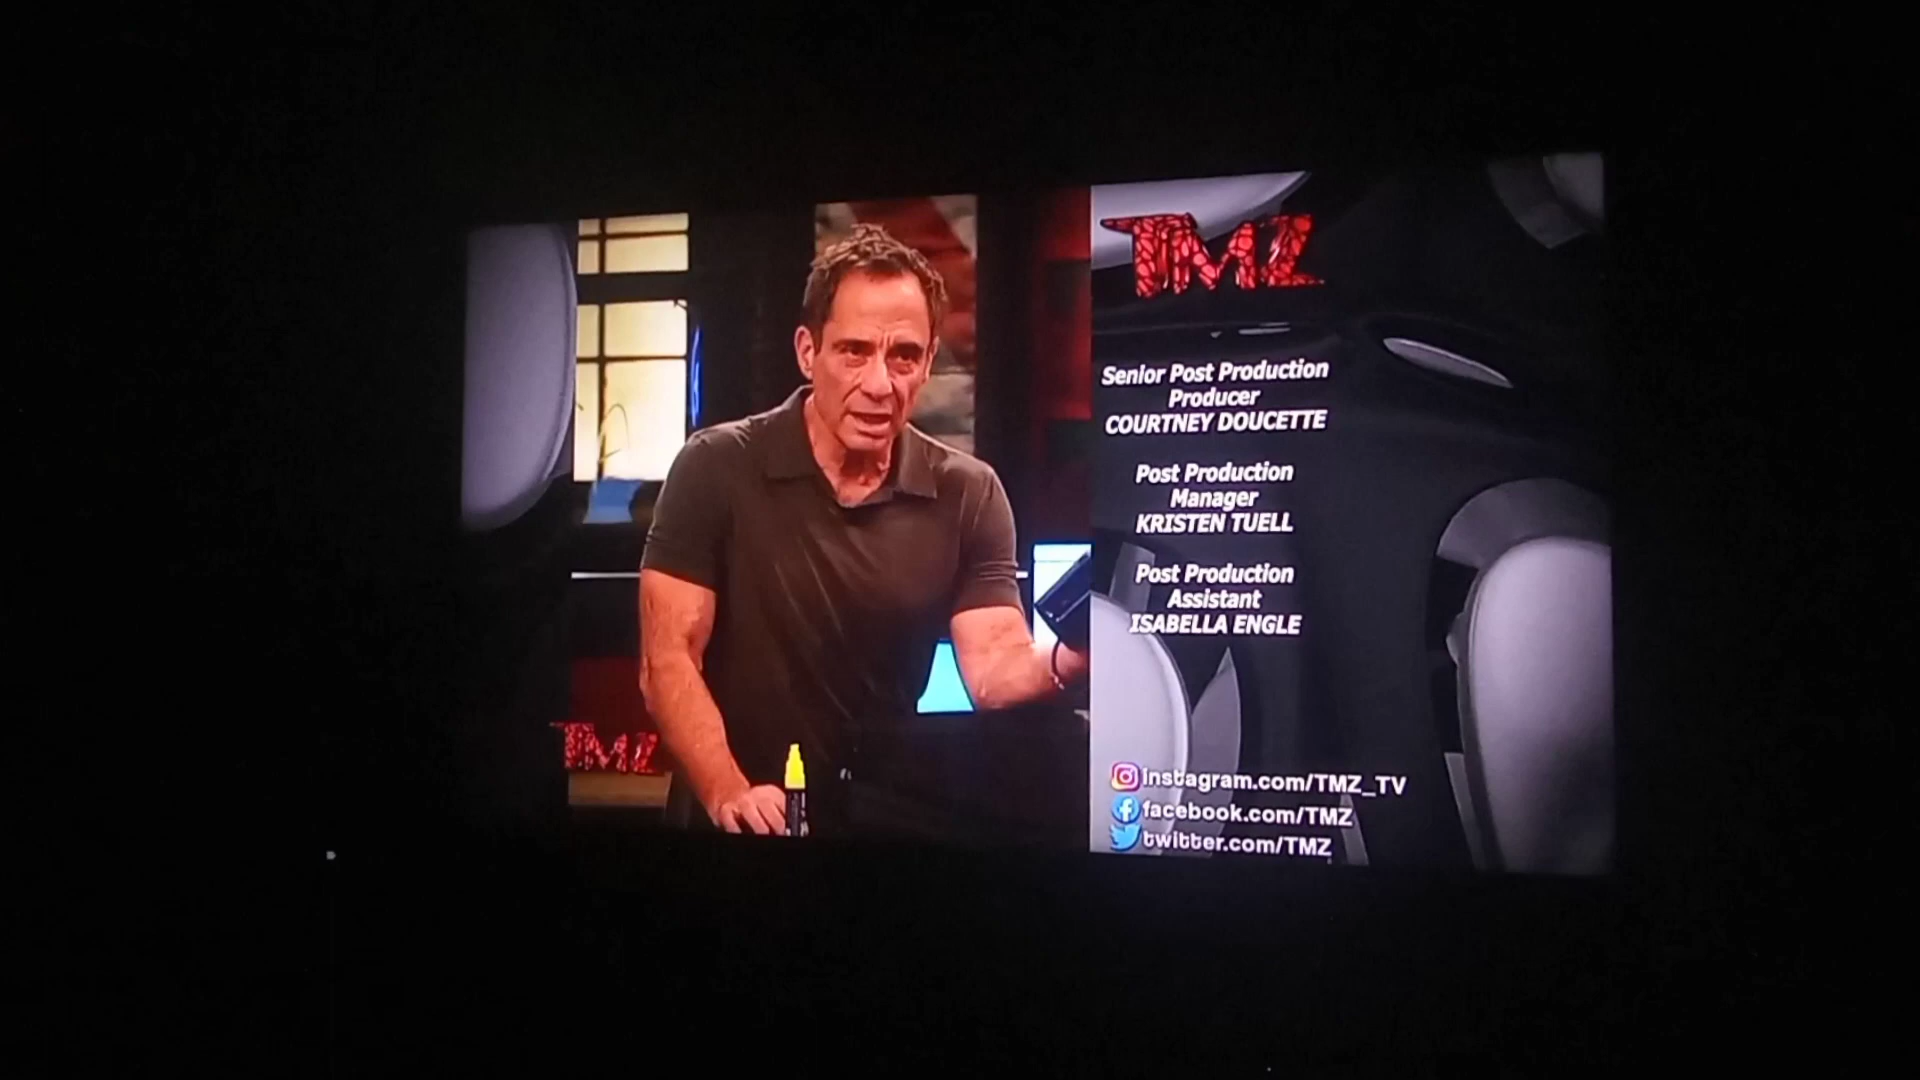 TMZ
Senior Post Production
Producer
COURTNEY DOUCETTE
Post Production
Manager
KRISTEN TUELL
Post Production
Assistant
ISABELLA ENGLE
instagram.com/TMZ_TV
facebook.com/TMZ
twitter.com/TMZ
TMZ